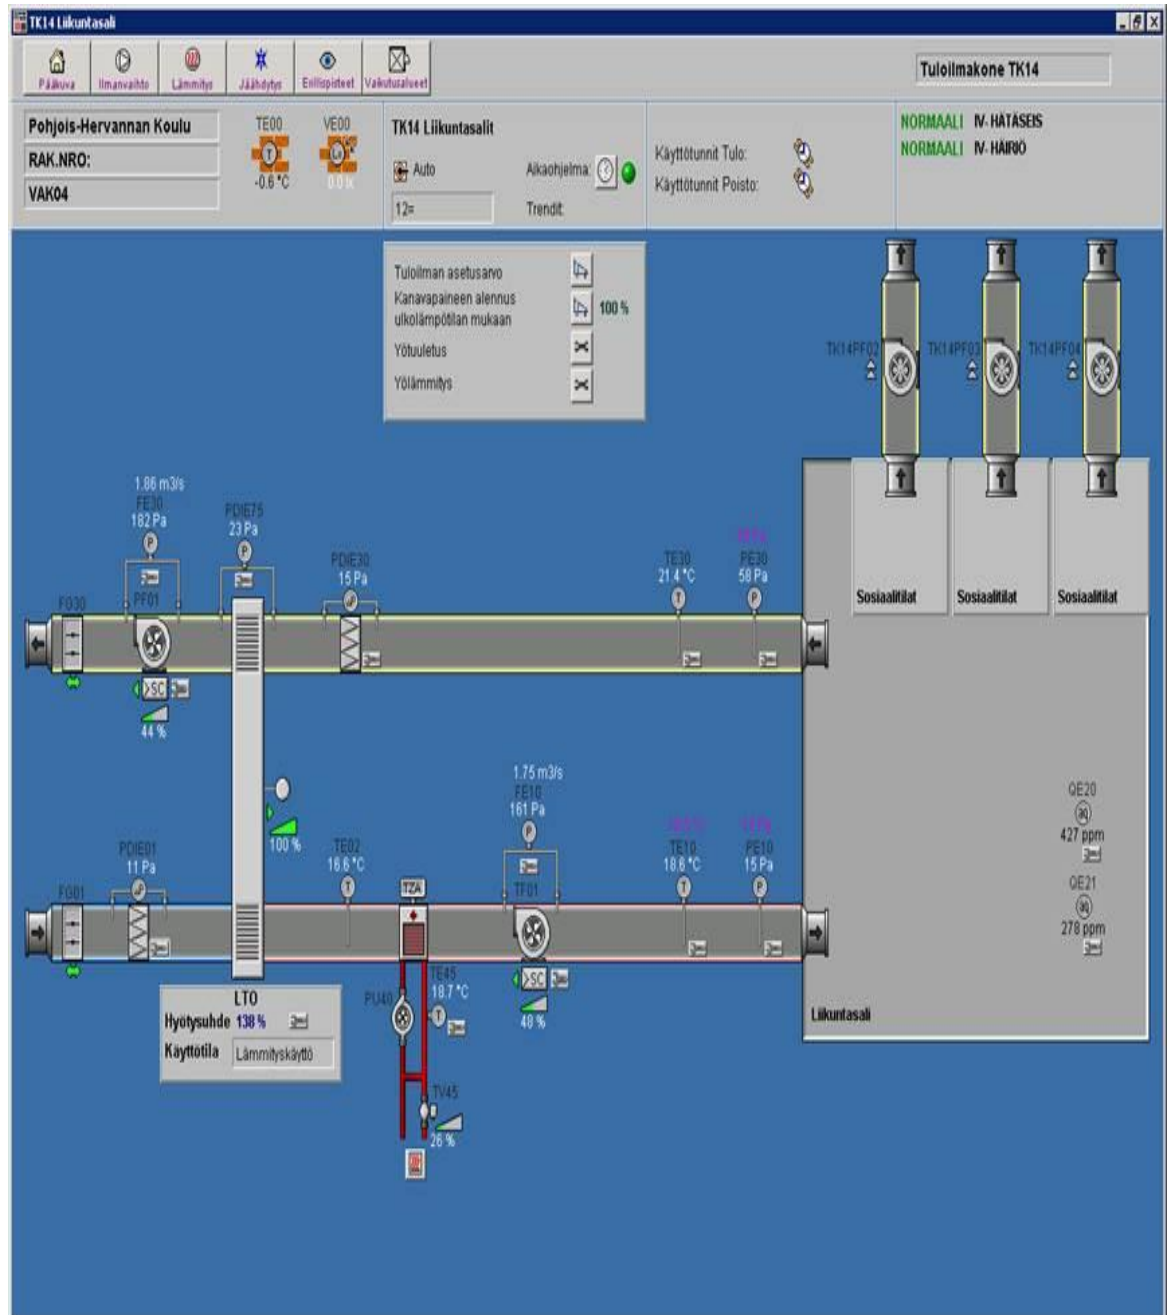 TK14 Liikuntasali
Pääkuva
Ilmanvaihto
Lämmitys
Jäähdytys
Erillispisteet
Vaikutusalueet
Tuloilmakone TK14
Pohjois-Hervannan Koulu
RAK.NRO:
VAK04
TE00
-0.6 °C
VE00
0.0 lx
TK14 Liikuntasalit
Auto
Aikaohjelma:
12=
Trendit:
Käyttötunnit Tulo:
Käyttötunnit Poisto:
NORMAALI IV- HÄTÄSEIS
NORMAALI IV- HÄIRIÖ
Tuloilman asetusarvo
Kanavapaineen alennus
ulkolämpötilan mukaan
100 %
Yötuuletus
Yölämmitys
TK14PF02
TK14PF03
TK14PF04
Sosiaalitilat
Sosiaalitilat
Sosiaalitilat
1.86 m3/s
FE30
182 Pa
P
PDIE75
23 Pa
P
PDIE30
15 Pa
TE30
21.4 °C
T
PE30
58 Pa
P
FG30
PF01
>SC
44 %
100 %
1.75 m3/s
FE10
161 Pa
P
PDIE01
11 Pa
TE02
16.6 °C
T
TE10
18.6 °C
T
PE10
15 Pa
P
QE20
427 ppm
QE21
278 ppm
FG01
TZA
TF01
>SC
48 %
LTO
Hyötysuhde 138 %
Käyttötila Lämmityskäyttö
PU40
TE45
18.7 °C
T
TV45
26 %
Liikuntasali